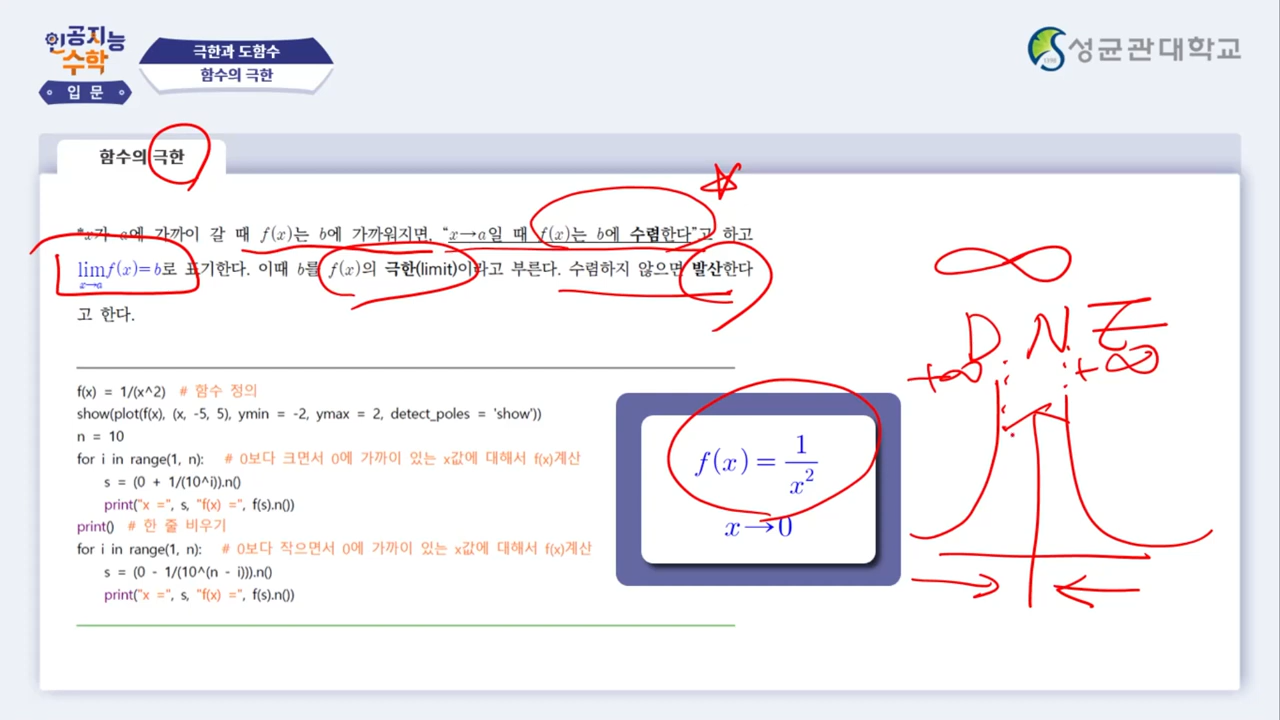 인공지능
수학
입 문
극한과 도함수
함수의 극한
성균관대학교
함수의 극한
*x가 a에 가까이 갈 때 f(x)는 b에 가까워지면, “x→a일 때 f(x)는 b에 수렴한다”고 하고
lim f(x)=b로 표기한다. 이때 b를 f(x)의 극한(limit)이라고 부른다. 수렴하지 않으면 발산한다
x→a
고 한다.
f(x) = 1/(x^2) # 함수 정의
show(plot(f(x), (x, -5, 5), ymin = -2, ymax = 2, detect_poles = 'show'))
n = 10
for i in range(1, n): # 0보다 크면서 0에 가까이 있는 x값에 대해서 f(x)계산
s = (0 + 1/(10^i)).n()
print("x =", s, "f(x) =", f(s).n())
print() # 한 줄 비우기
for i in range(1, n): # 0보다 작으면서 0에 가까이 있는 x값에 대해서 f(x)계산
s = (0 - 1/(10^(n - i))).n()
print("x =", s, "f(x) =", f(s).n())
f(x) = 1/x²
x→0
∞
D N E
+∞ +∞